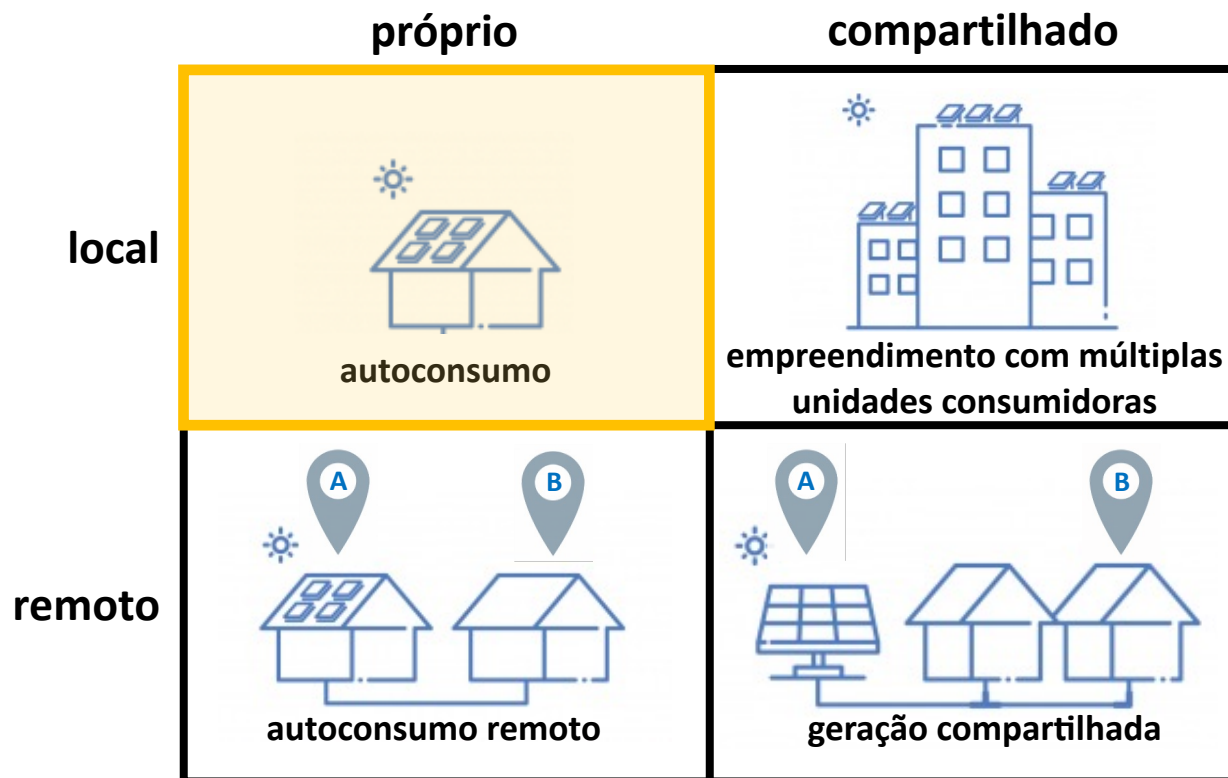 próprio
compartilhado
local
autoconsumo
empreendimento com múltiplas
unidades consumidoras
remoto
A
B
autoconsumo remoto
A
B
geração compartilhada